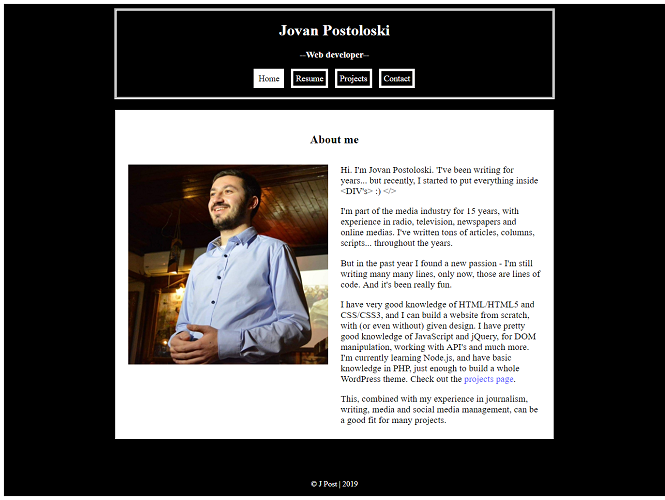 Jovan Postoloski
--Web developer--
Home Resume Projects Contact
About me
Hi. I'm Jovan Postoloski. 'I've been writing for
years... but recently, I started to put everything inside
<DIV's> :) </>
I'm part of the media industry for 15 years, with
experience in radio, television, newspapers and
online medias. I've written tons of articles, columns,
scripts... throughout the years.
But in the past year I found a new passion - I'm still
writing many many lines, only now, those are lines of
code. And it's been really fun.
I have very good knowledge of HTML/HTML5 and
CSS/CSS3, and I can build a website from scratch,
with (or even without) given design. I have pretty
good knowledge of JavaScript and jQuery, for DOM
manipulation, working with API's and much more.
I'm currently learning Node.js, and have basic
knowledge in PHP, just enough to build a whole
WordPress theme. Check out the projects page.
This, combined with my experience in journalism,
writing, media and social media management, can be
a good fit for many projects.
© J Post | 2019